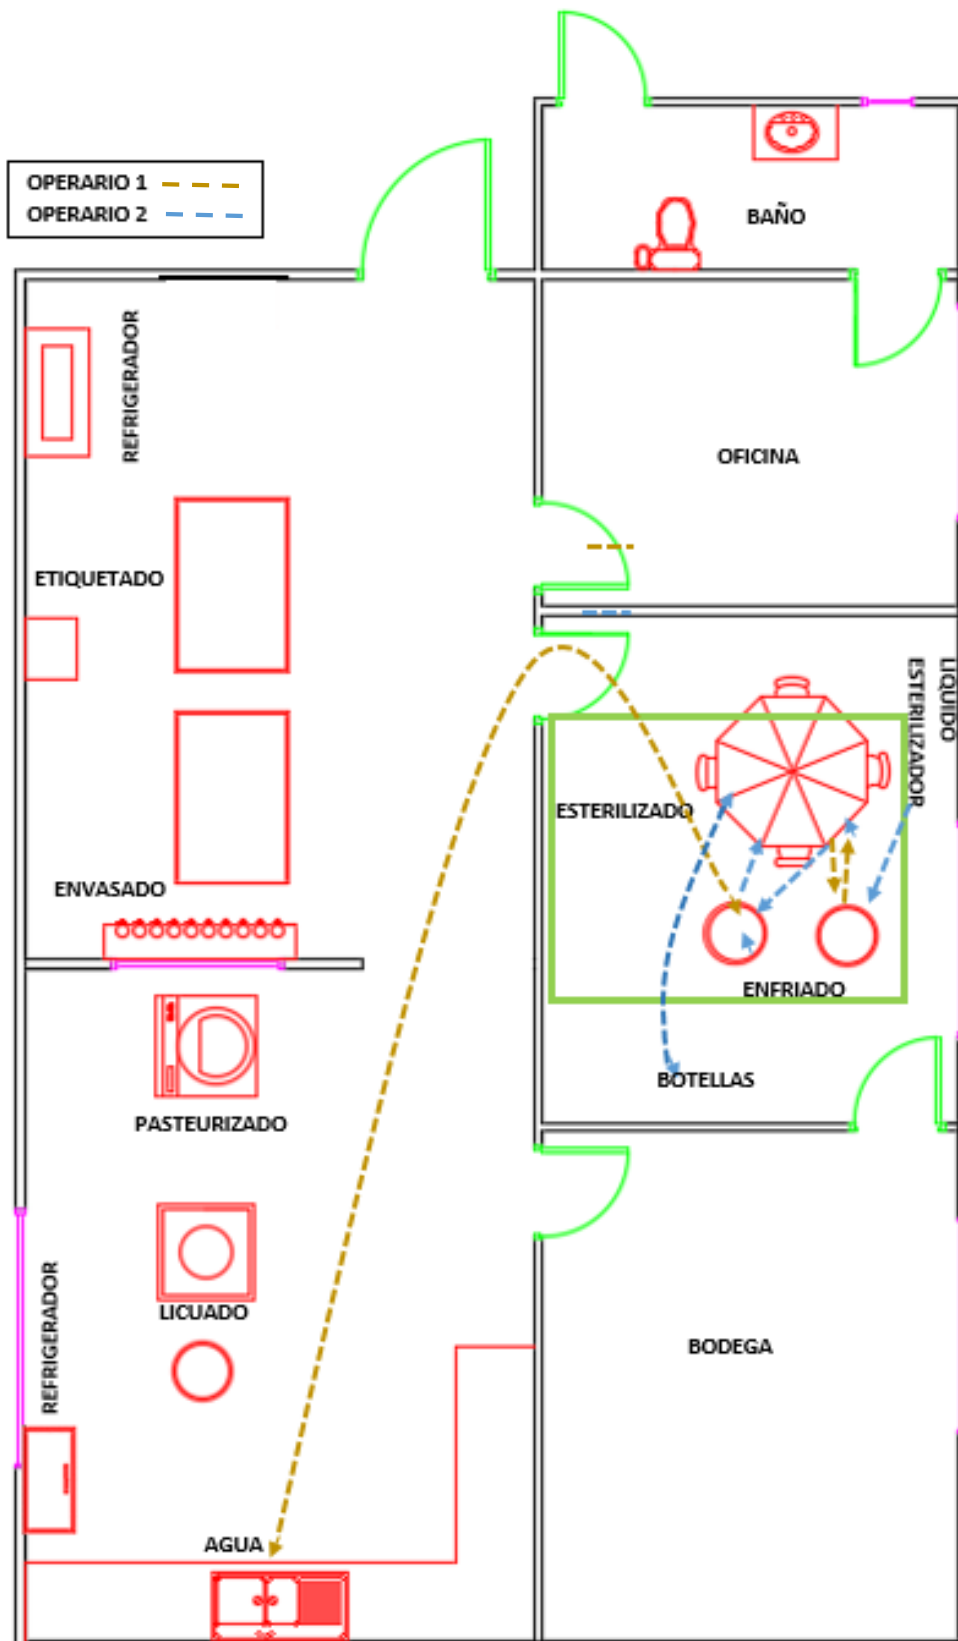 OPERARIO 1
OPERARIO 2
BAÑO
REFRIGERADOR
OFICINA
ETIQUETADO
LIQUIDO
ESTERILIZADOR
ESTERILIZADO
ENVASADO
ENFRIADO
BOTELLAS
PASTEURIZADO
LICUADO
REFRIGERADOR
BODEGA
AGUA